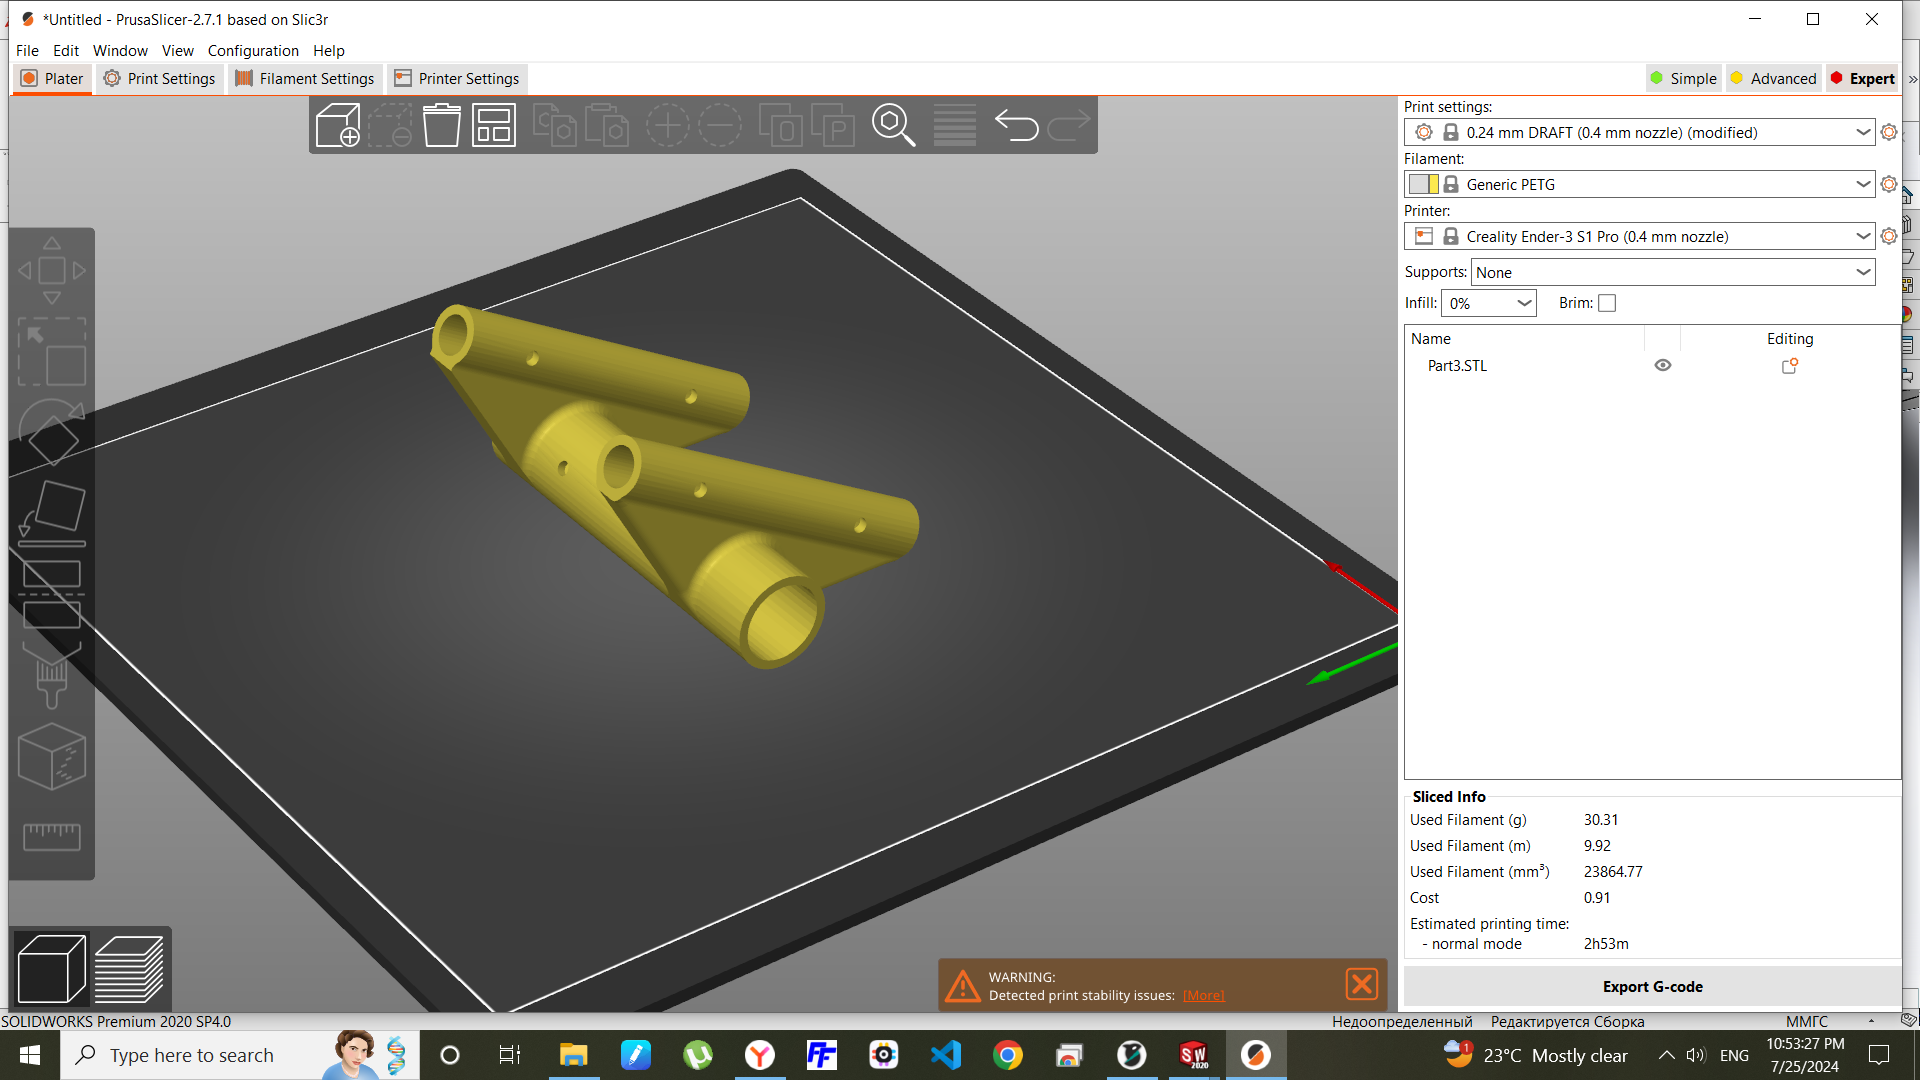 *Untitled - PrusaSlicer-2.7.1 based on Slic3r
File Edit Window View Configuration Help
Plater Print Settings Filament Settings Printer Settings Simple Advanced Expert »
Print settings:
0.24 mm DRAFT (0.4 mm nozzle) (modified)
Filament:
Generic PETG
Printer:
Creality Ender-3 S1 Pro (0.4 mm nozzle)
Supports: None
Infill: 0% Brim:
Name Editing
Part3.STL
Sliced Info
Used Filament (g) 30.31
Used Filament (m) 9.92
Used Filament (mm³) 23864.77
Cost 0.91
Estimated printing time:
- normal mode 2h53m
WARNING:
Detected print stability issues: [More]
Export G-code
SOLIDWORKS Premium 2020 SP4.0 Недоопределенный Редактируется Сборка ММГС
Type here to search
SW 2020
1
23°C Mostly clear ENG
10:53:27 PM
7/25/2024